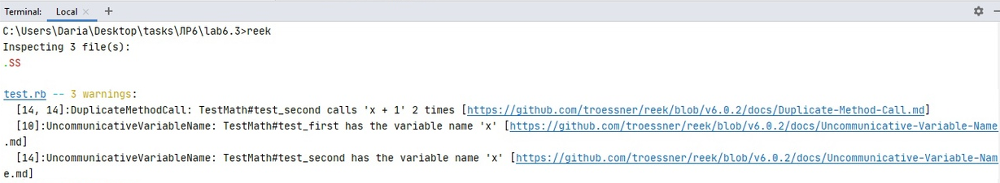 Terminal: Local × +
C:\Users\Daria\Desktop\tasks\ЛР6\lab6.3>reek
Inspecting 3 file(s):
.SS
test.rb -- 3 warnings:
[14, 14]:DuplicateMethodCall: TestMath#test_second calls 'x + 1' 2 times [https://github.com/troessner/reek/blob/v6.0.2/docs/Duplicate-Method-Call.md]
[10]:UncommunicativeVariableName: TestMath#test_first has the variable name 'x' [https://github.com/troessner/reek/blob/v6.0.2/docs/Uncommunicative-Variable-Name
.md]
[14]:UncommunicativeVariableName: TestMath#test_second has the variable name 'x' [https://github.com/troessner/reek/blob/v6.0.2/docs/Uncommunicative-Variable-Nam
e.md]